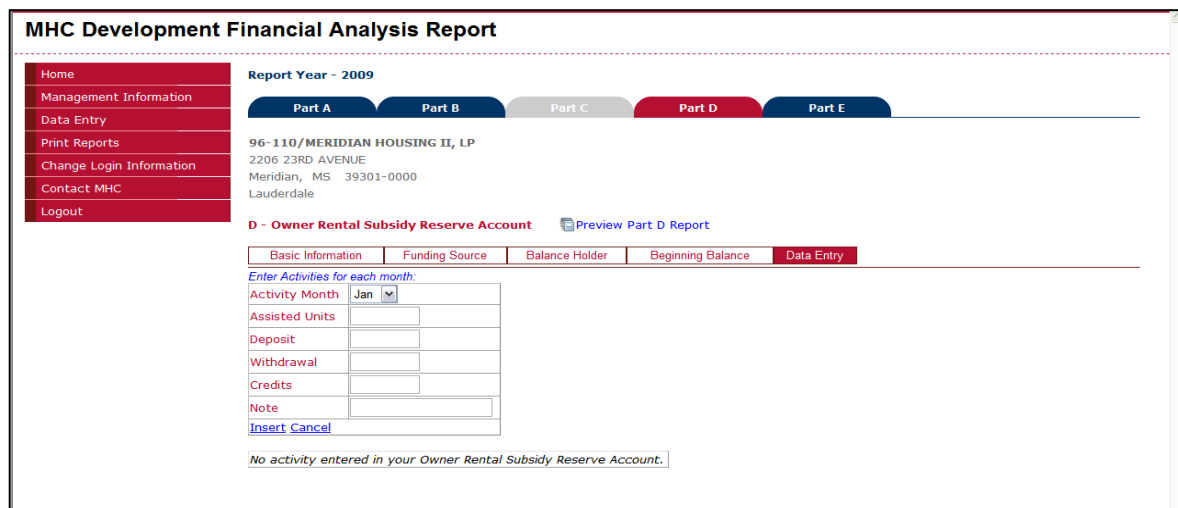 MHC Development Financial Analysis Report
Home
Management Information
Data Entry
Print Reports
Change Login Information
Contact MHC
Logout
Report Year - 2009
Part A Part B Part C Part D Part E
96-110/MERIDIAN HOUSING II, LP
2206 23RD AVENUE
Meridian, MS 39301-0000
Lauderdale
D - Owner Rental Subsidy Reserve Account Preview Part D Report
Basic Information Funding Source Balance Holder Beginning Balance Data Entry
Enter Activities for each month:
Activity Month Jan
Assisted Units
Deposit
Withdrawal
Credits
Note
Insert Cancel
No activity entered in your Owner Rental Subsidy Reserve Account.